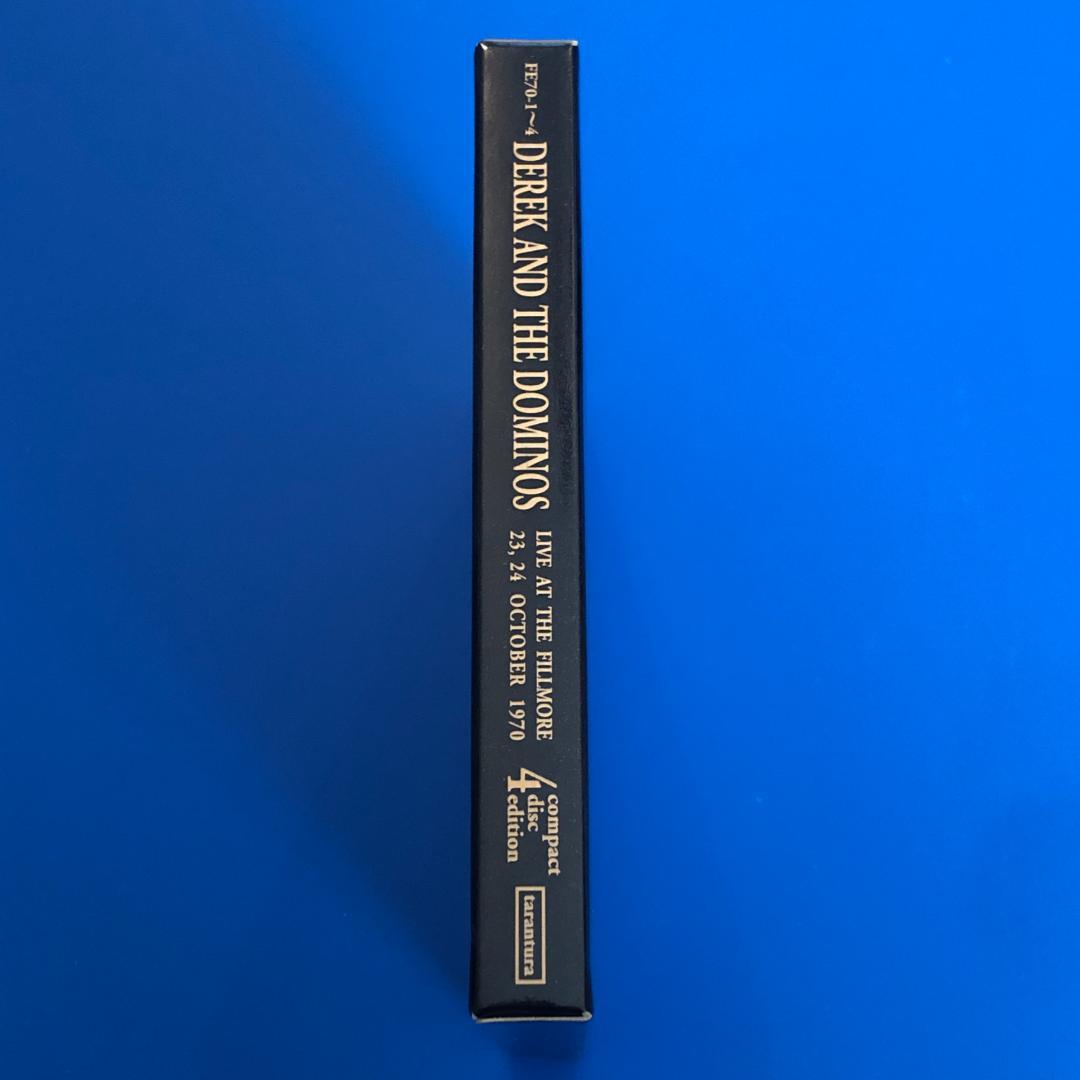 FE70-1～4
DEREK AND THE DOMINOS
LIVE AT THE FILLMORE
23, 24 OCTOBER 1970
4
compact
disc
edition
tarantura